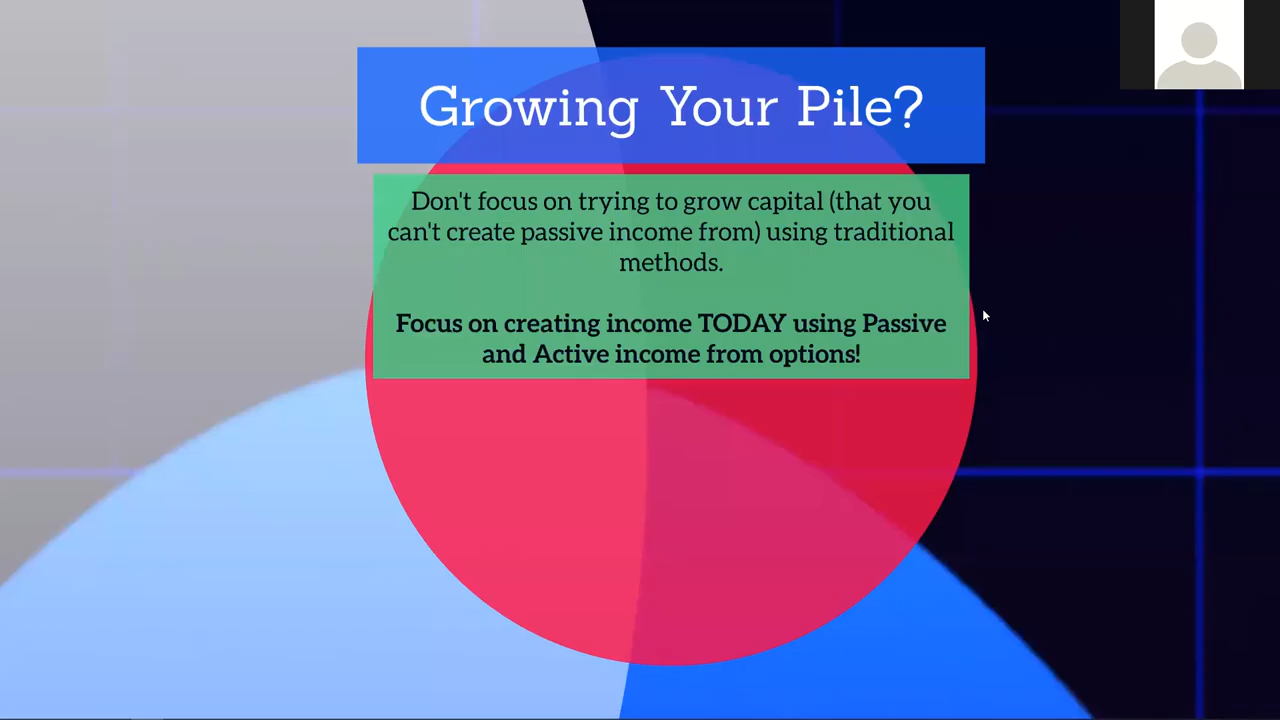 Growing Your Pile?
Don't focus on trying to grow capital (that you
can't create passive income from) using traditional
methods.
Focus on creating income TODAY using Passive
and Active income from options!